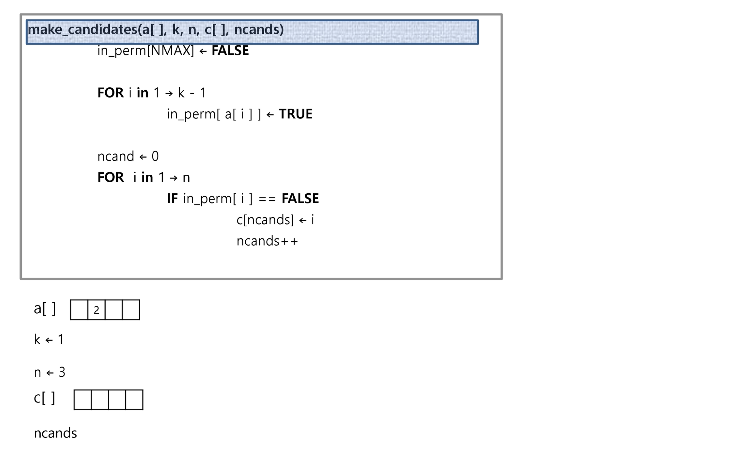 make_candidates(a[ ], k, n, c[ ], ncands)
in_perm[NMAX] ← FALSE
FOR i in 1 → k - 1
in_perm[ a[ i ] ] ← TRUE
ncand ← 0
FOR i in 1 → n
IF in_perm[ i ] == FALSE
c[ncands] ← i
ncands++
a[ ] 2
k ← 1
n ← 3
c[ ]
ncands